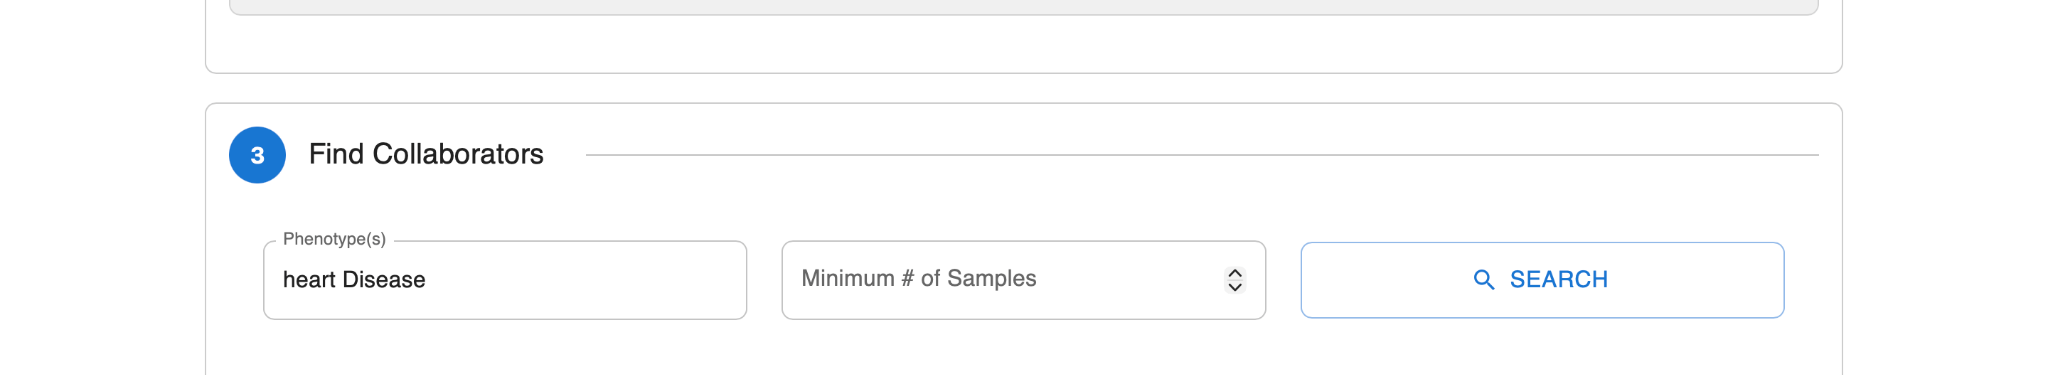 3 Find Collaborators
Phenotype(s)
heart Disease
Minimum # of Samples
SEARCH